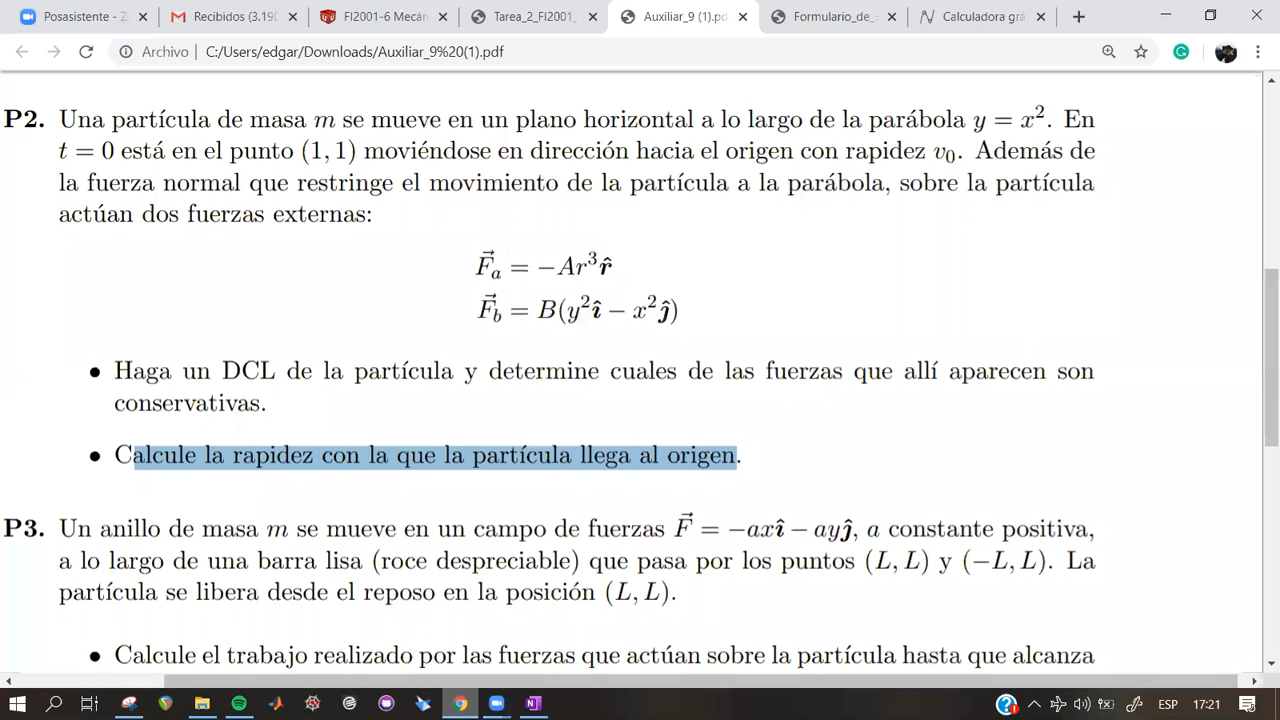 Posasistente - Z
Recibidos (3.190
FI2001-6 Mecán
Tarea_2_FI2001_
Auxiliar_9 (1).pd
Formulario_de_
Calculadora grá
Archivo | C:/Users/edgar/Downloads/Auxiliar_9%20(1).pdf
P2. Una partícula de masa m se mueve en un plano horizontal a lo largo de la parábola y = x². En
t = 0 está en el punto (1, 1) moviéndose en dirección hacia el origen con rapidez v₀. Además de
la fuerza normal que restringe el movimiento de la partícula a la parábola, sobre la partícula
actúan dos fuerzas externas:
F⃗ₐ = −Ar³r̂
F⃗_b = B(y²î − x²ĵ)
• Haga un DCL de la partícula y determine cuales de las fuerzas que allí aparecen son
conservativas.
• Calcule la rapidez con la que la partícula llega al origen.
P3. Un anillo de masa m se mueve en un campo de fuerzas F⃗ = −axî − ayĵ, a constante positiva,
a lo largo de una barra lisa (roce despreciable) que pasa por los puntos (L, L) y (−L, L). La
partícula se libera desde el reposo en la posición (L, L).
• Calcule el trabajo realizado por las fuerzas que actúan sobre la partícula hasta que alcanza
ESP 17:21